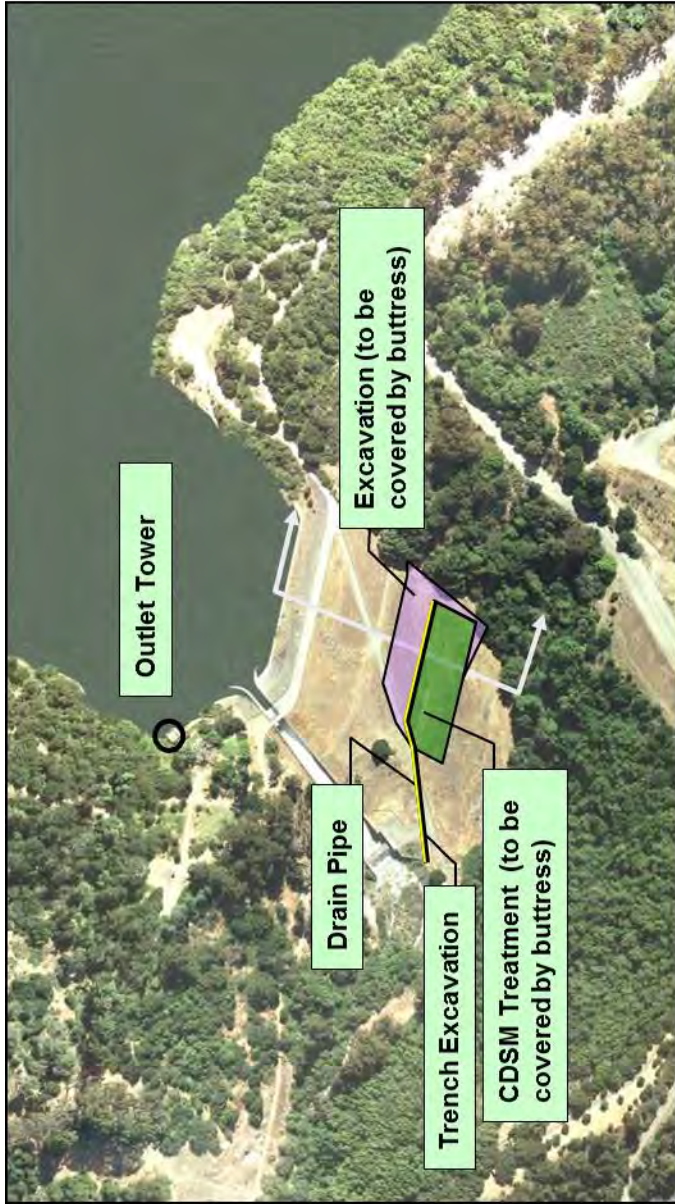 Outlet Tower
Excavation (to be
covered by buttress)
Drain Pipe
Trench Excavation
CDSM Treatment (to be
covered by buttress)